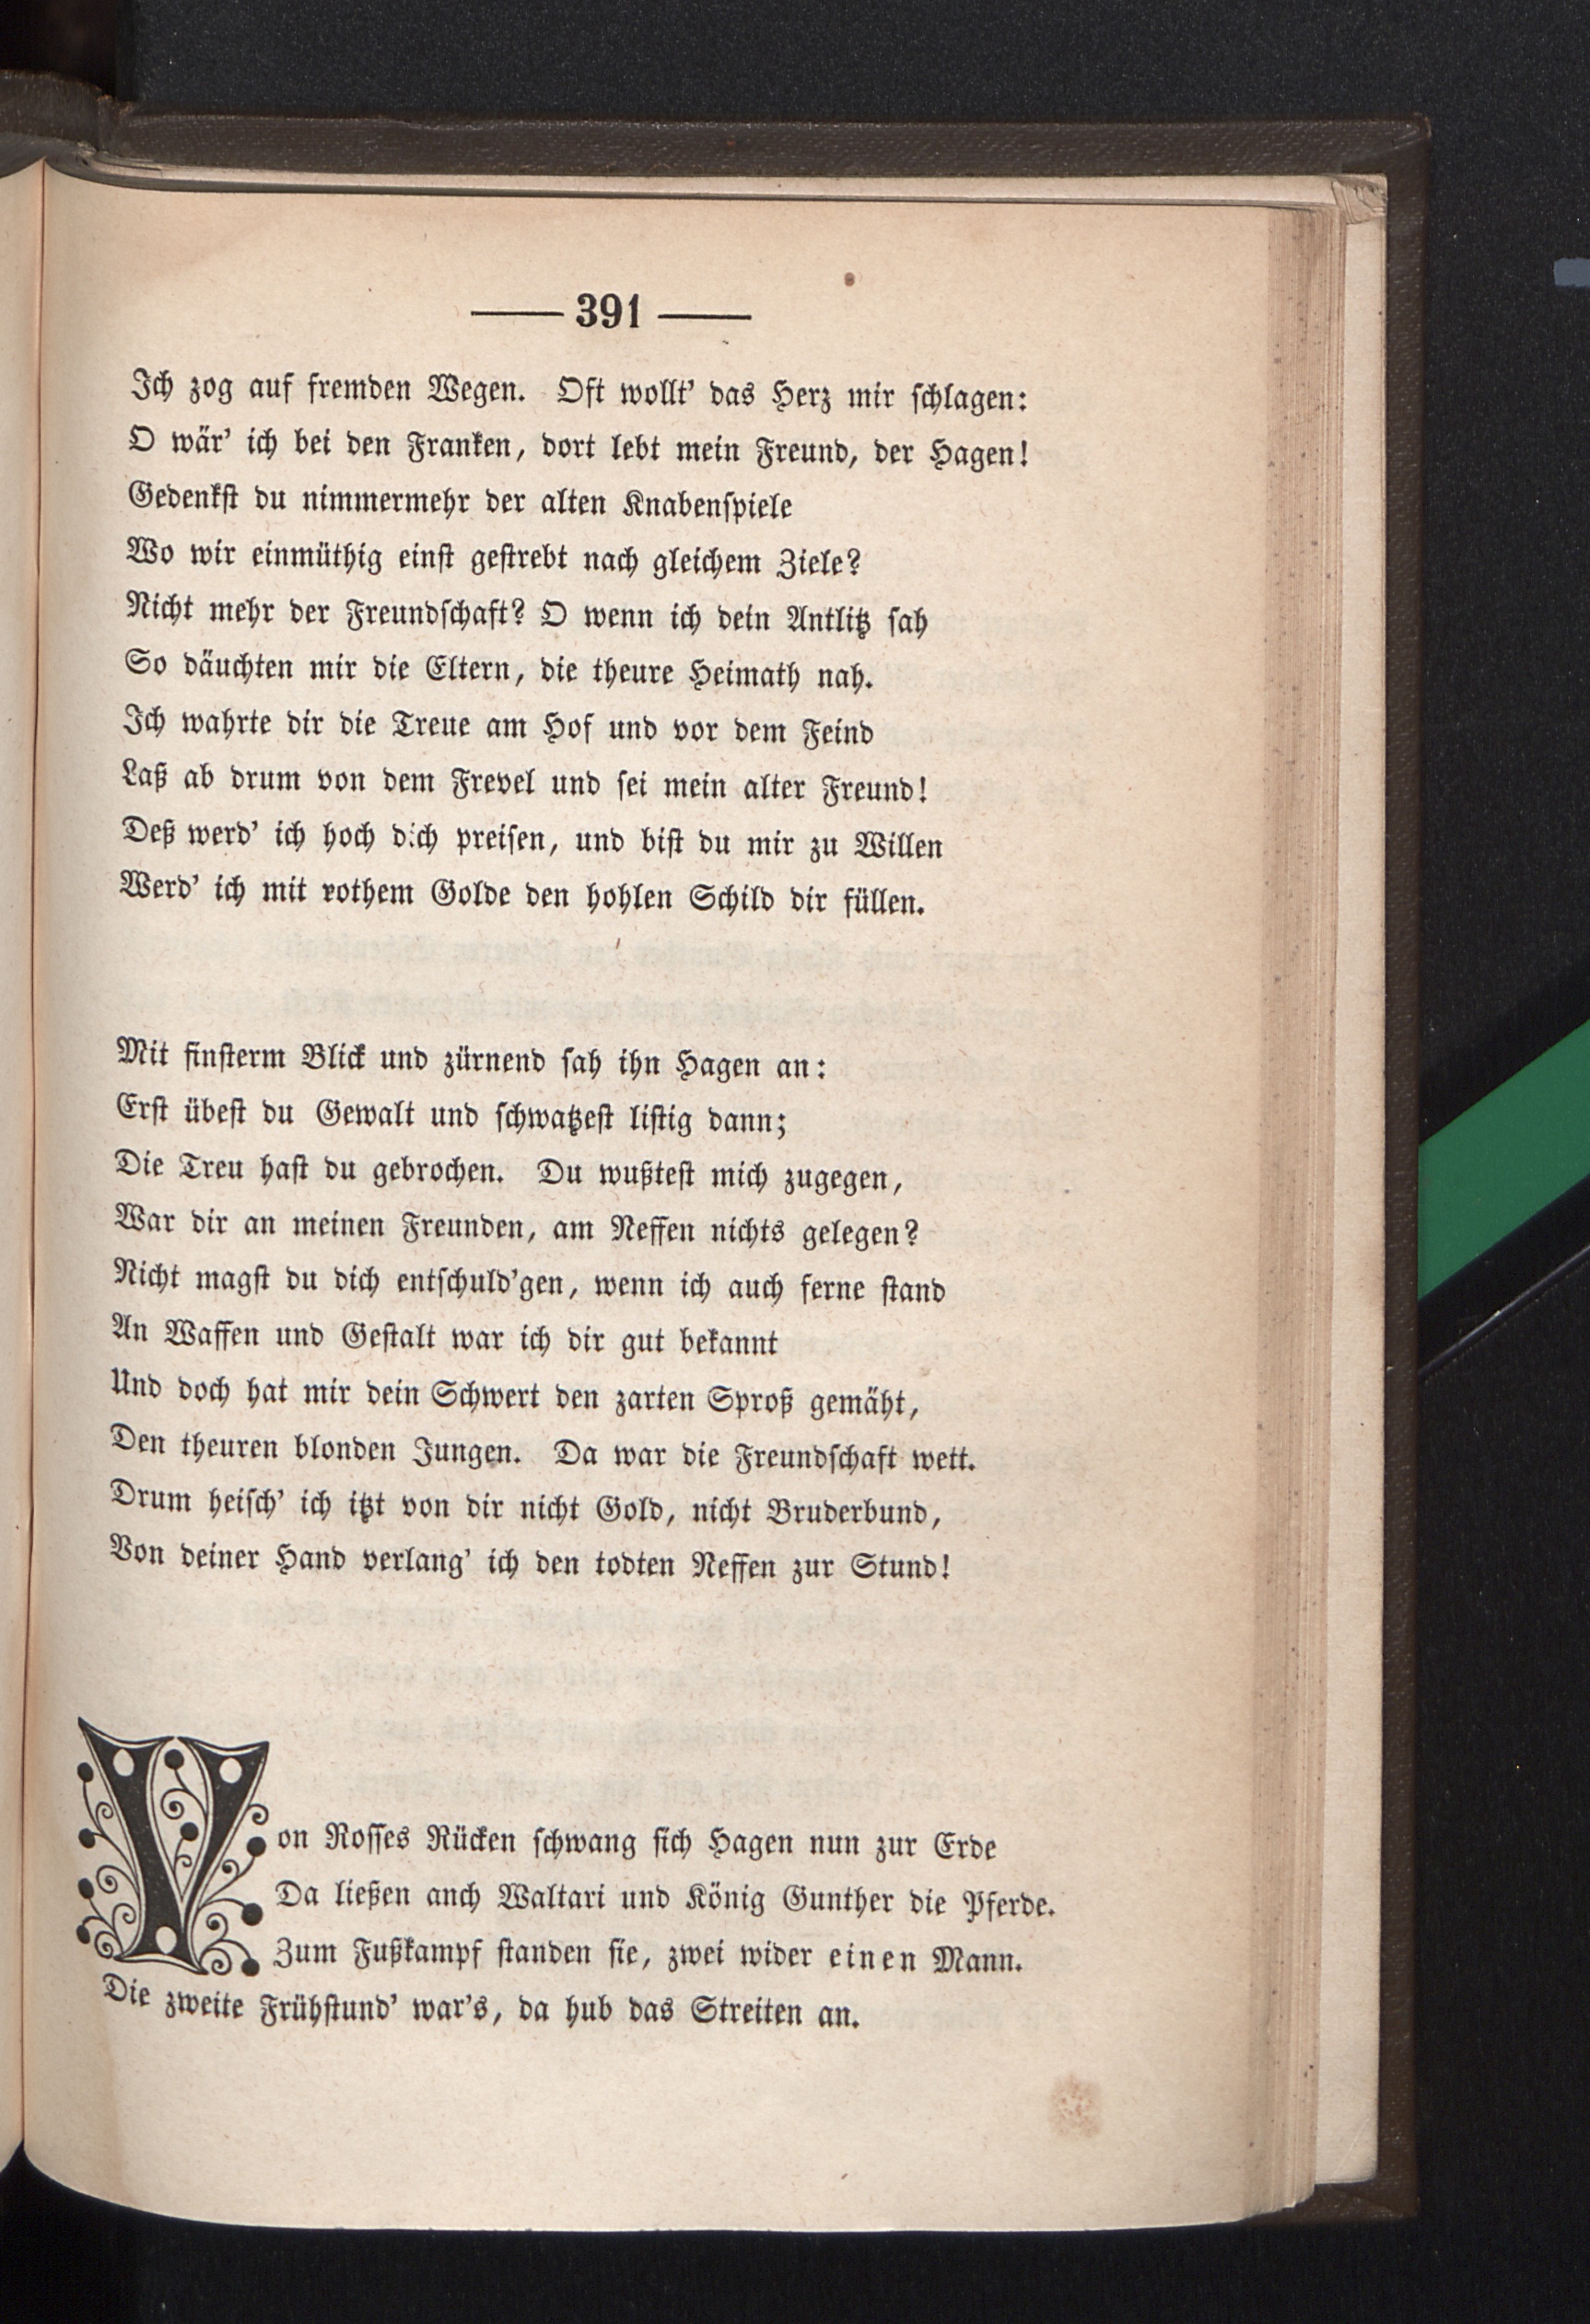 — 391 —
Ich zog auf fremden Wegen. Oft wollt' das Herz mir schlagen:
O wär' ich bei den Franken, dort lebt mein Freund, der Hagen!
Gedenkst du nimmermehr der alten Knabenspiele
Wo wir einmüthig einst gestrebt nach gleichem Ziele?
Nicht mehr der Freundschaft? O wenn ich dein Antlitz sah
So däuchten mir die Eltern, die theure Heimath nah.
Ich wahrte dir die Treue am Hof und vor dem Feind
Laß ab drum von dem Frevel und sei mein alter Freund!
Deß werd' ich hoch dich preisen, und bist du mir zu Willen
Werd' ich mit rothem Golde den hohlen Schild dir füllen.
Mit finsterm Blick und zürnend sah ihn Hagen an:
Erst übest du Gewalt und schwatzest listig dann;
Die Treu hast du gebrochen. Du wußtest mich zugegen,
War dir an meinen Freunden, am Neffen nichts gelegen?
Nicht magst du dich entschuld'gen, wenn ich auch ferne stand
An Waffen und Gestalt war ich dir gut bekannt
Und doch hat mir dein Schwert den zarten Sproß gemäht,
Den theuren blonden Jungen. Da war die Freundschaft wett.
Drum heisch' ich itzt von dir nicht Gold, nicht Bruderbund,
Von deiner Hand verlang' ich den todten Neffen zur Stund!
Von Rosses Rücken schwang sich Hagen nun zur Erde
Da ließen anch Waltari und König Gunther die Pferde.
Zum Fußkampf standen sie, zwei wider einen Mann.
Die zweite Frühstund' war's, da hub das Streiten an.